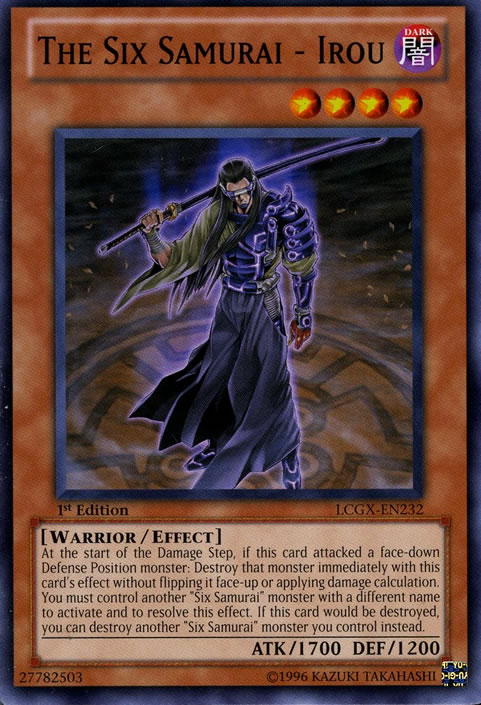 The Six Samurai - Irou
DARK
闇
1st Edition
LCGX-EN232
[Warrior / Effect]
At the start of the Damage Step, if this card attacked a face-down
Defense Position monster: Destroy that monster immediately with this
card's effect without flipping it face-up or applying damage calculation.
You must control another "Six Samurai" monster with a different name
to activate and to resolve this effect. If this card would be destroyed,
you can destroy another "Six Samurai" monster you control instead.
ATK/1700 DEF/1200
27782503
©1996 KAZUKI TAKAHASHI